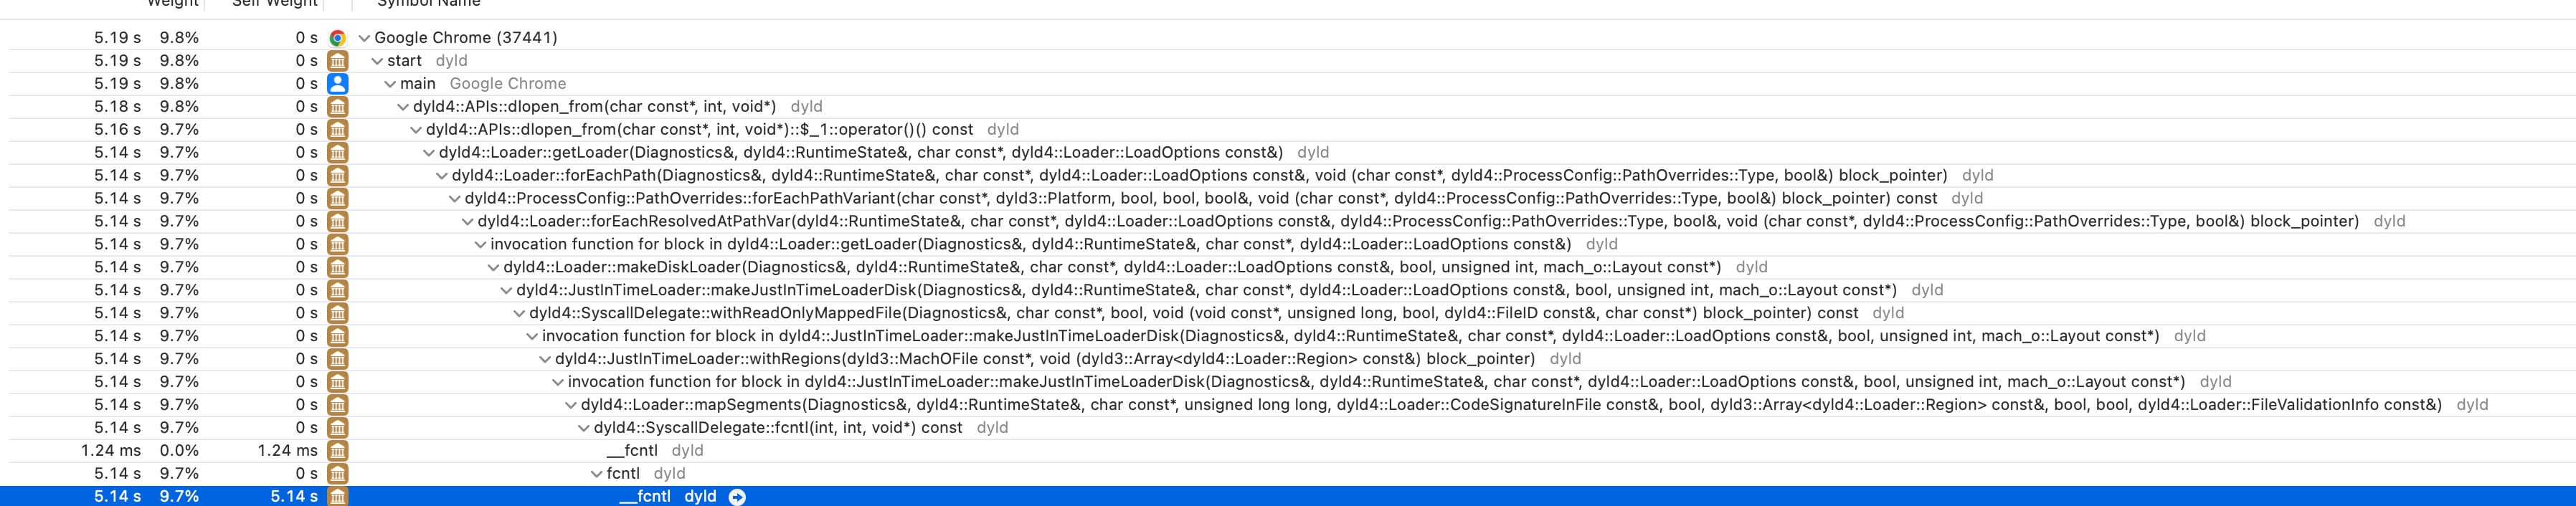 Weight Self Weight Symbol Name
5.19 s 9.8% 0 s Google Chrome (37441)
5.19 s 9.8% 0 s start dyld
5.19 s 9.8% 0 s main Google Chrome
5.18 s 9.8% 0 s dyld4::APIs::dlopen_from(char const*, int, void*) dyld
5.16 s 9.7% 0 s dyld4::APIs::dlopen_from(char const*, int, void*)::$_1::operator()() const dyld
5.14 s 9.7% 0 s dyld4::Loader::getLoader(Diagnostics&, dyld4::RuntimeState&, char const*, dyld4::Loader::LoadOptions const&) dyld
5.14 s 9.7% 0 s dyld4::Loader::forEachPath(Diagnostics&, dyld4::RuntimeState&, char const*, dyld4::Loader::LoadOptions const&, void (char const*, dyld4::ProcessConfig::PathOverrides::Type, bool&) block_pointer) dyld
5.14 s 9.7% 0 s dyld4::ProcessConfig::PathOverrides::forEachPathVariant(char const*, dyld3::Platform, bool, bool, bool&, void (char const*, dyld4::ProcessConfig::PathOverrides::Type, bool&) block_pointer) const dyld
5.14 s 9.7% 0 s dyld4::Loader::forEachResolvedAtPathVar(dyld4::RuntimeState&, char const*, dyld4::Loader::LoadOptions const&, dyld4::ProcessConfig::PathOverrides::Type, bool&, void (char const*, dyld4::ProcessConfig::PathOverrides::Type, bool&) block_pointer) dyld
5.14 s 9.7% 0 s invocation function for block in dyld4::Loader::getLoader(Diagnostics&, dyld4::RuntimeState&, char const*, dyld4::Loader::LoadOptions const&) dyld
5.14 s 9.7% 0 s dyld4::Loader::makeDiskLoader(Diagnostics&, dyld4::RuntimeState&, char const*, dyld4::Loader::LoadOptions const&, bool, unsigned int, mach_o::Layout const*) dyld
5.14 s 9.7% 0 s dyld4::JustInTimeLoader::makeJustInTimeLoaderDisk(Diagnostics&, dyld4::RuntimeState&, char const*, dyld4::Loader::LoadOptions const&, bool, unsigned int, mach_o::Layout const*) dyld
5.14 s 9.7% 0 s dyld4::SyscallDelegate::withReadOnlyMappedFile(Diagnostics&, char const*, bool, void (void const*, unsigned long, bool, dyld4::FileID const&, char const*) block_pointer) const dyld
5.14 s 9.7% 0 s invocation function for block in dyld4::JustInTimeLoader::makeJustInTimeLoaderDisk(Diagnostics&, dyld4::RuntimeState&, char const*, dyld4::Loader::LoadOptions const&, bool, unsigned int, mach_o::Layout const*) dyld
5.14 s 9.7% 0 s dyld4::JustInTimeLoader::withRegions(dyld3::MachOFile const*, void (dyld3::Array<dyld4::Loader::Region> const&) block_pointer) dyld
5.14 s 9.7% 0 s invocation function for block in dyld4::JustInTimeLoader::makeJustInTimeLoaderDisk(Diagnostics&, dyld4::RuntimeState&, char const*, dyld4::Loader::LoadOptions const&, bool, unsigned int, mach_o::Layout const*) dyld
5.14 s 9.7% 0 s dyld4::Loader::mapSegments(Diagnostics&, dyld4::RuntimeState&, char const*, unsigned long long, dyld4::Loader::CodeSignatureInFile const&, bool, dyld3::Array<dyld4::Loader::Region> const&, bool, bool, dyld4::Loader::FileValidationInfo const&) dyld
5.14 s 9.7% 0 s dyld4::SyscallDelegate::fcntl(int, int, void*) const dyld
1.24 ms 0.0% 1.24 ms __fcntl dyld
5.14 s 9.7% 0 s fcntl dyld
5.14 s 9.7% 5.14 s __fcntl dyld